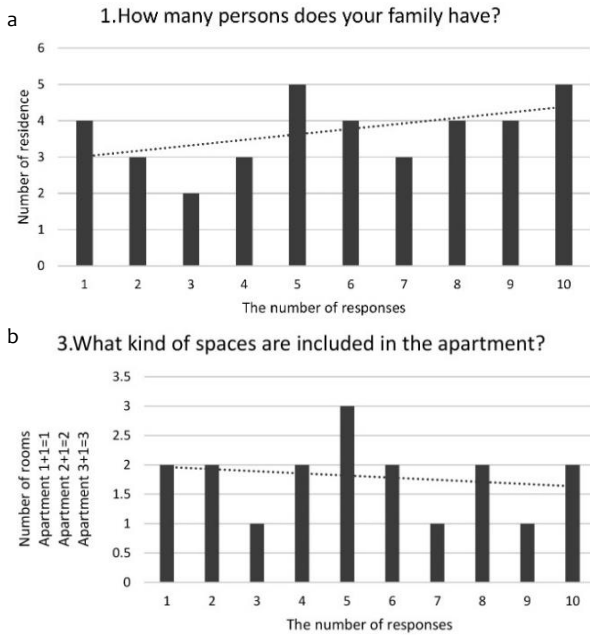 a
1.How many persons does your family have?
6
5
4
3
2
1
0
Number of residence
1 2 3 4 5 6 7 8 9 10
The number of responses
b
3.What kind of spaces are included in the apartment?
Number of rooms
Apartment 1+1=1
Apartment 2+1=2
Apartment 3+1=3
3.5
3
2.5
2
1.5
1
0.5
0
1 2 3 4 5 6 7 8 9 10
The number of responses